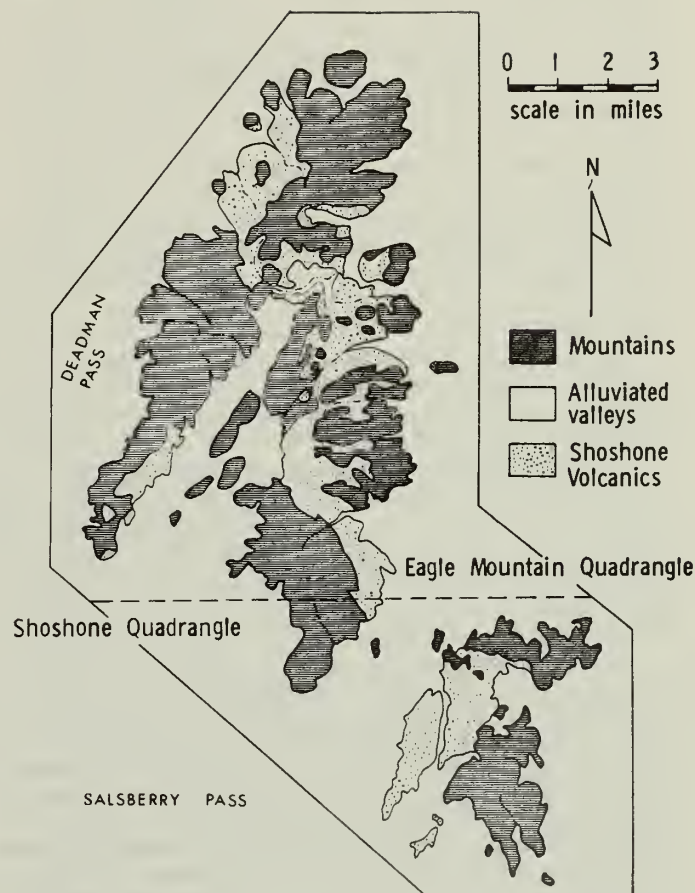 0 1 2 3
scale in miles
N
DEADMAN
PASS
Mountains
Alluviated
valleys
Shoshone
Volcanics
Eagle Mountain Quadrangle
Shoshone Quadrangle
SALSBERRY PASS